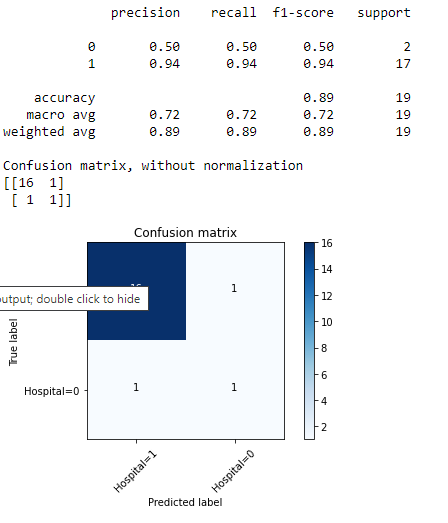 precision recall f1-score support
0 0.50 0.50 0.50 2
1 0.94 0.94 0.94 17
accuracy 0.89 19
macro avg 0.72 0.72 0.72 19
weighted avg 0.89 0.89 0.89 19
Confusion matrix, without normalization
[[16 1]
[ 1 1]]
Confusion matrix
1
double click to hide
Hospital=0 1 1
True label
Hospital=1 Hospital=0
Predicted label
16
14
12
10
8
6
4
2